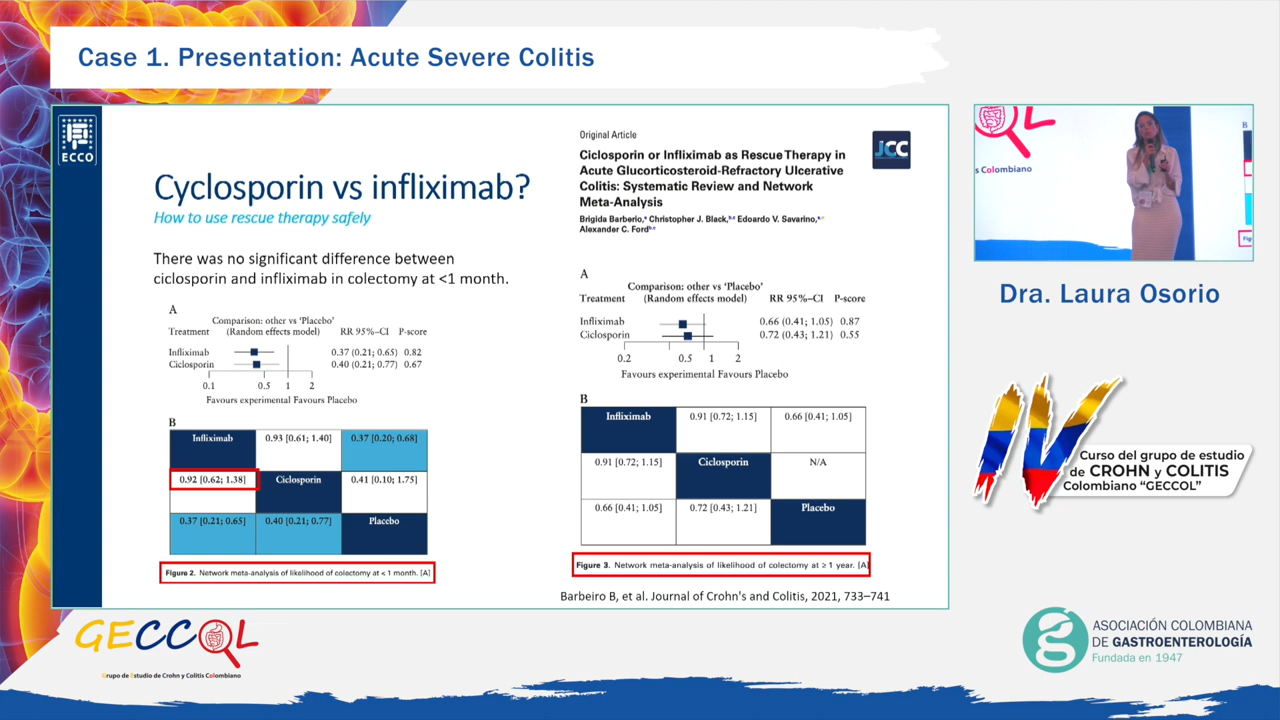 Case 1. Presentation: Acute Severe Colitis
ECCO
Cyclosporin vs infliximab?
How to use rescue therapy safely
There was no significant difference between
ciclosporin and infliximab in colectomy at <1 month.
A
Comparison: other vs ‘Placebo’
Treatment (Random effects model) RR 95%–CI P-score
Infliximab 0.37 (0.21; 0.65) 0.82
Ciclosporin 0.40 (0.21; 0.77) 0.67
0.1 0.5 1 2
Favours experimental Favours Placebo
B
Infliximab 0.93 [0.61; 1.40] 0.37 [0.20; 0.68]
0.92 [0.62; 1.38] Ciclosporin 0.41 [0.10; 1.75]
0.37 [0.21; 0.65] 0.40 [0.21; 0.77] Placebo
Figure 2. Network meta-analysis of likelihood of colectomy at < 1 month. [A]
Original Article
JCC
Ciclosporin or Infliximab as Rescue Therapy in
Acute Glucorticosteroid-Refractory Ulcerative
Colitis: Systematic Review and Network
Meta-Analysis
Brigida Barberio,ᵃ Christopher J. Black,ᵇ,ᶜ Edoardo V. Savarino,ᵃ,
Alexander C. Fordᵇ,ᶜ
A
Comparison: other vs ‘Placebo’
Treatment (Random effects model) RR 95%–CI P-score
Infliximab 0.66 (0.41; 1.05) 0.87
Ciclosporin 0.72 (0.43; 1.21) 0.55
0.2 0.5 1 2
Favours experimental Favours Placebo
B
Infliximab 0.91 [0.72; 1.15] 0.66 [0.41; 1.05]
0.91 [0.72; 1.15] Ciclosporin N/A
0.66 [0.41; 1.05] 0.72 [0.43; 1.21] Placebo
Figure 3. Network meta-analysis of likelihood of colectomy at ≥ 1 year. [A]
Barbeiro B, et al. Journal of Crohn's and Colitis, 2021, 733–741
s Colombiano
B
Fig
Dra. Laura Osorio
IV
Curso del grupo de estudio
de CROHN y COLITIS
Colombiano “GECCOL”
GECCOL
Grupo de Estudio de Crohn y Colitis Colombiano
ASOCIACIÓN COLOMBIANA
DE GASTROENTEROLOGÍA
Fundada en 1947